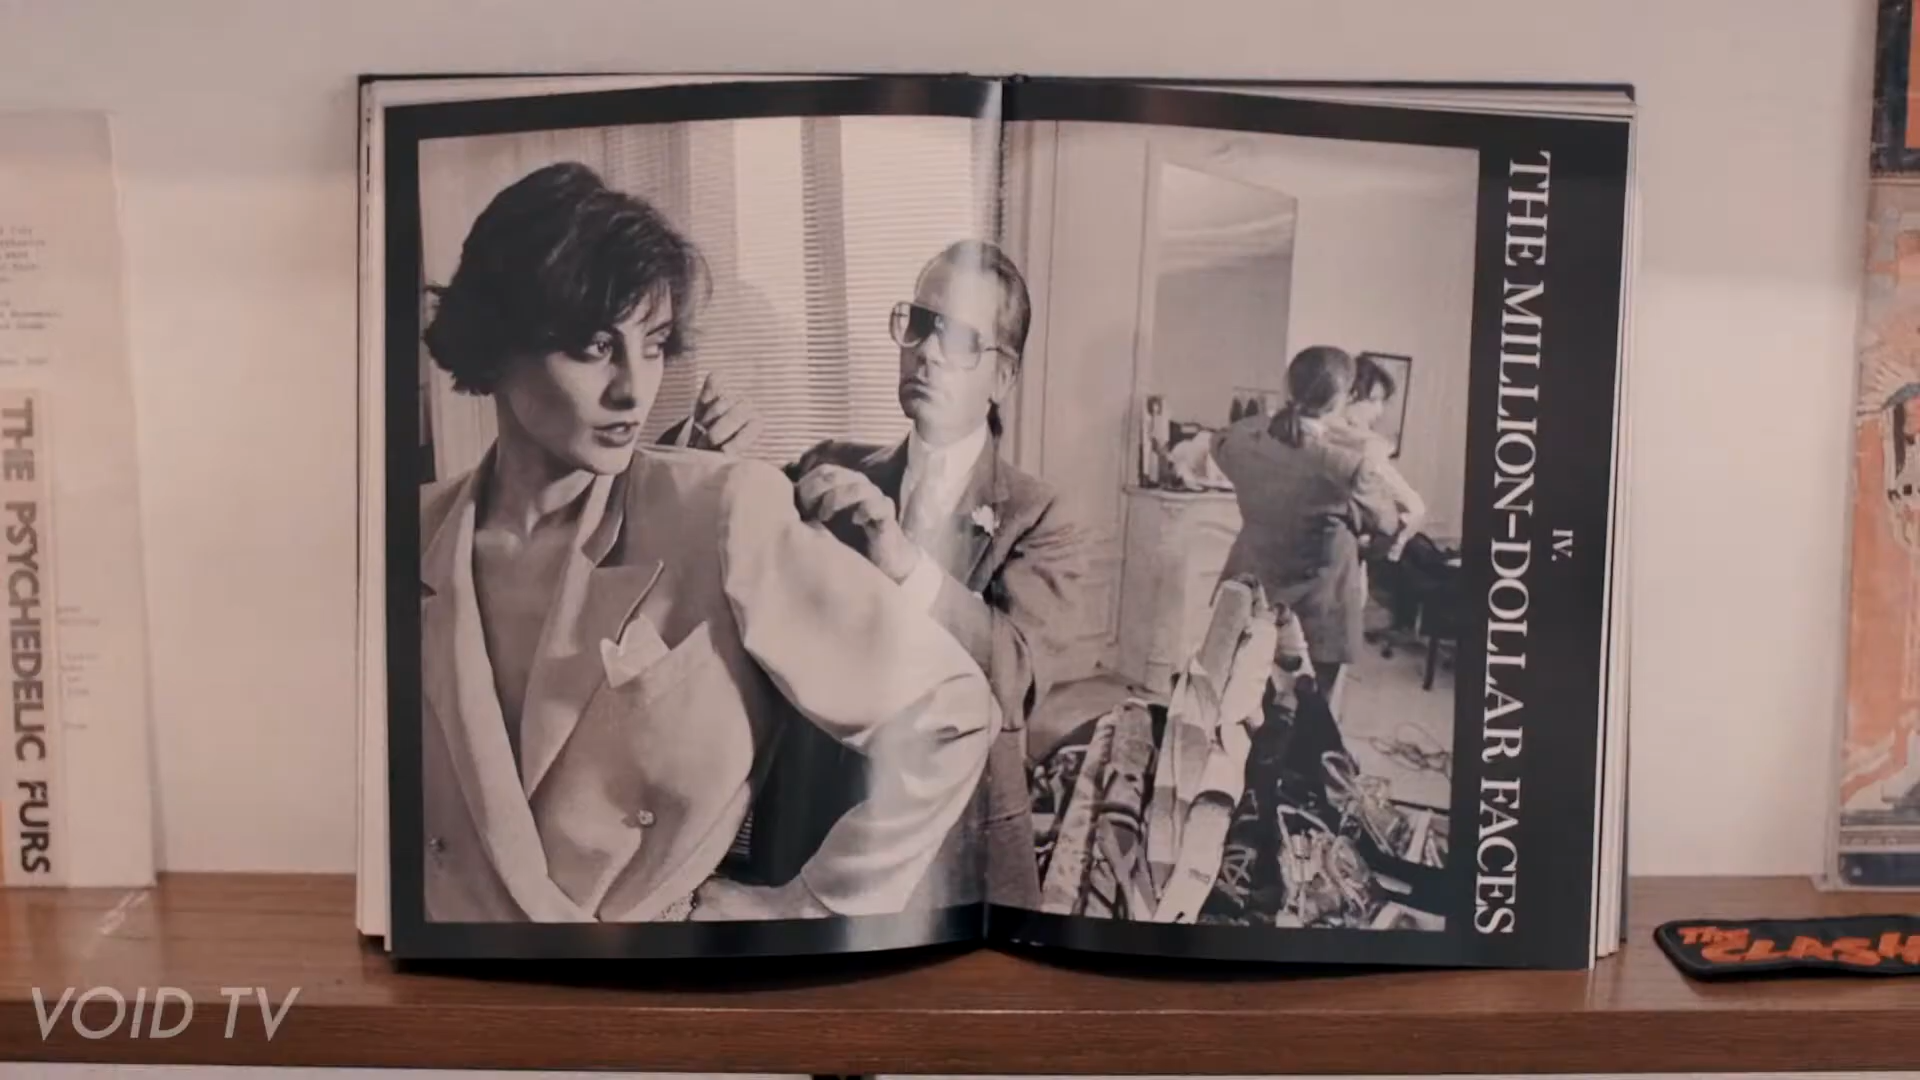 THE PSYCHEDELIC FURS
IV.
THE MILLION-DOLLAR FACES
THE CLASH
VOID TV